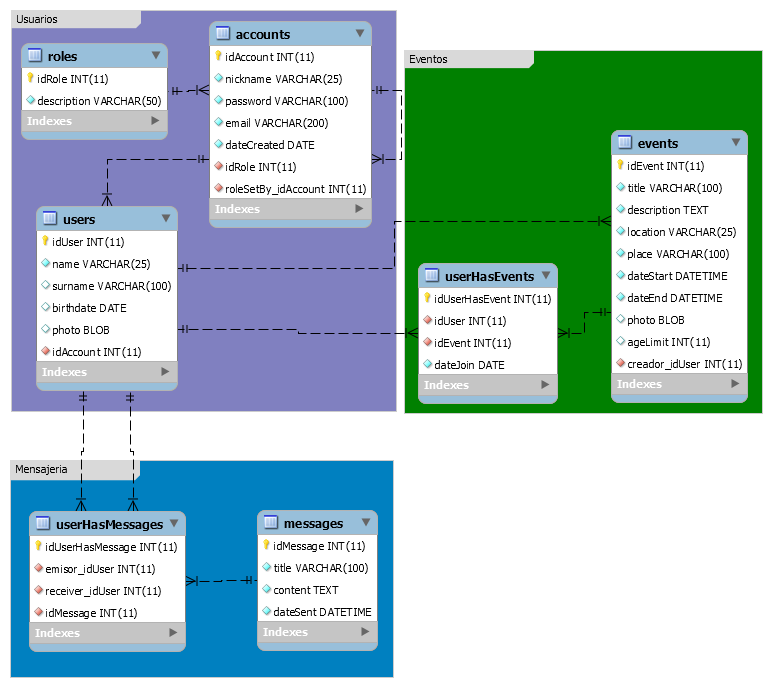 Usuarios
roles
idRole INT(11)
description VARCHAR(50)
Indexes
accounts
idAccount INT(11)
nickname VARCHAR(25)
password VARCHAR(100)
email VARCHAR(200)
dateCreated DATE
idRole INT(11)
roleSetBy_idAccount INT(11)
Indexes
users
idUser INT(11)
name VARCHAR(25)
surname VARCHAR(100)
birthdate DATE
photo BLOB
idAccount INT(11)
Indexes
Eventos
events
idEvent INT(11)
title VARCHAR(100)
description TEXT
location VARCHAR(25)
place VARCHAR(100)
dateStart DATETIME
dateEnd DATETIME
photo BLOB
ageLimit INT(11)
creador_idUser INT(11)
Indexes
userHasEvents
idUserHasEvent INT(11)
idUser INT(11)
idEvent INT(11)
dateJoin DATE
Indexes
Mensajeria
userHasMessages
idUserHasMessage INT(11)
emisor_idUser INT(11)
receiver_idUser INT(11)
idMessage INT(11)
Indexes
messages
idMessage INT(11)
title VARCHAR(100)
content TEXT
dateSent DATETIME
Indexes